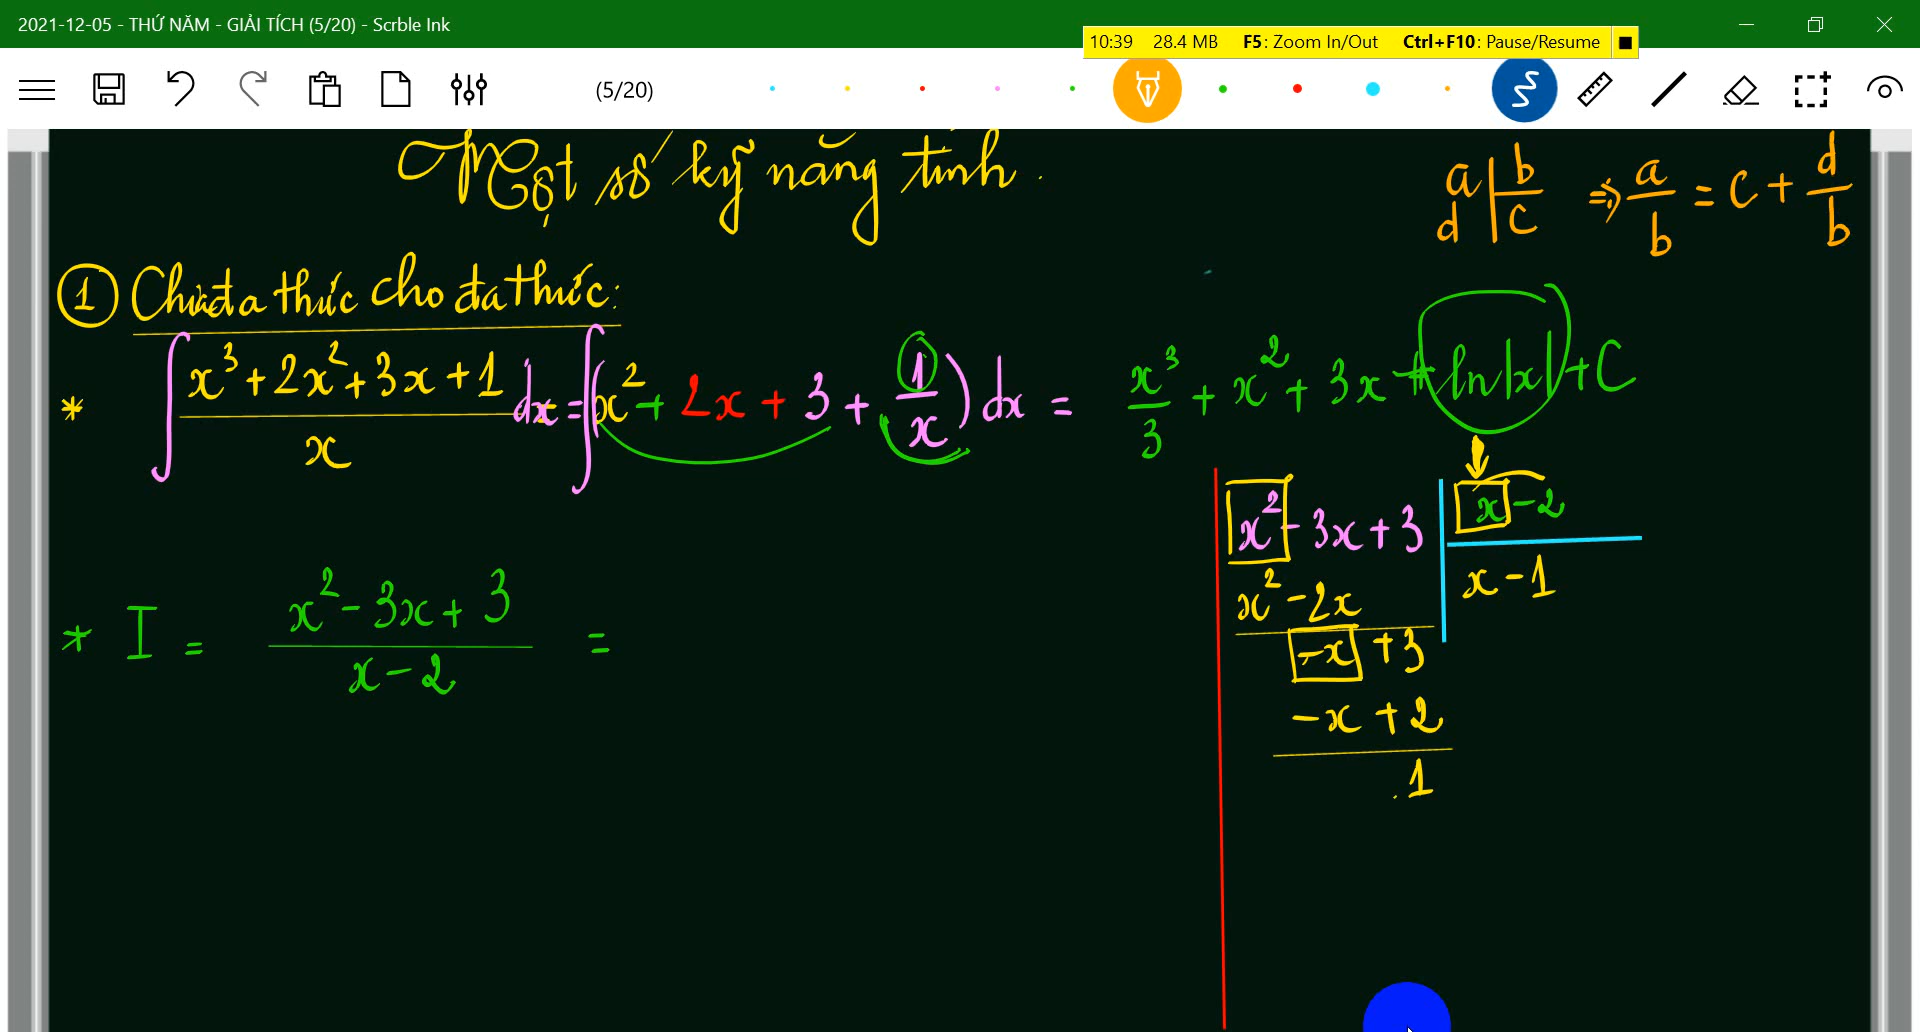 2021-12-05 - THỨ NĂM - GIẢI TÍCH (5/20) - Scrble Ink
10:39 28.4 MB F5: Zoom In/Out Ctrl+F10: Pause/Resume
(5/20)
Một số kỹ năng tính.
a | b ⇒ a/b = c + d/b
d | c
① Chia đa thức cho đa thức:
* ∫ (x³ + 2x² + 3x + 1)/x dx = ∫ (x² + 2x + 3 + 1/x) dx = x³/3 + x² + 3x + ln|x| + C
x² - 3x + 3 | x - 2
x² - 2x | x - 1
-x + 3
-x + 2
1
* I = (x² - 3x + 3)/(x - 2) =